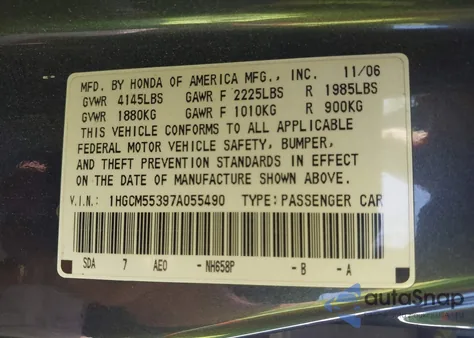 MFD. BY HONDA OF AMERICA MFG., INC. 11/06
GVWR 4145LBS GAWR F 2225LBS R 1985LBS
GVWR 1880KG GAWR F 1010KG R 900KG
THIS VEHICLE CONFORMS TO ALL APPLICABLE
FEDERAL MOTOR VEHICLE SAFETY, BUMPER,
AND THEFT PREVENTION STANDARDS IN EFFECT
ON THE DATE OF MANUFACTURE SHOWN ABOVE.
V.I.N.: 1HGCM55397A055490 TYPE: PASSENGER CAR
SDA 7 AE0 - NH658P - B - A
autoSnap